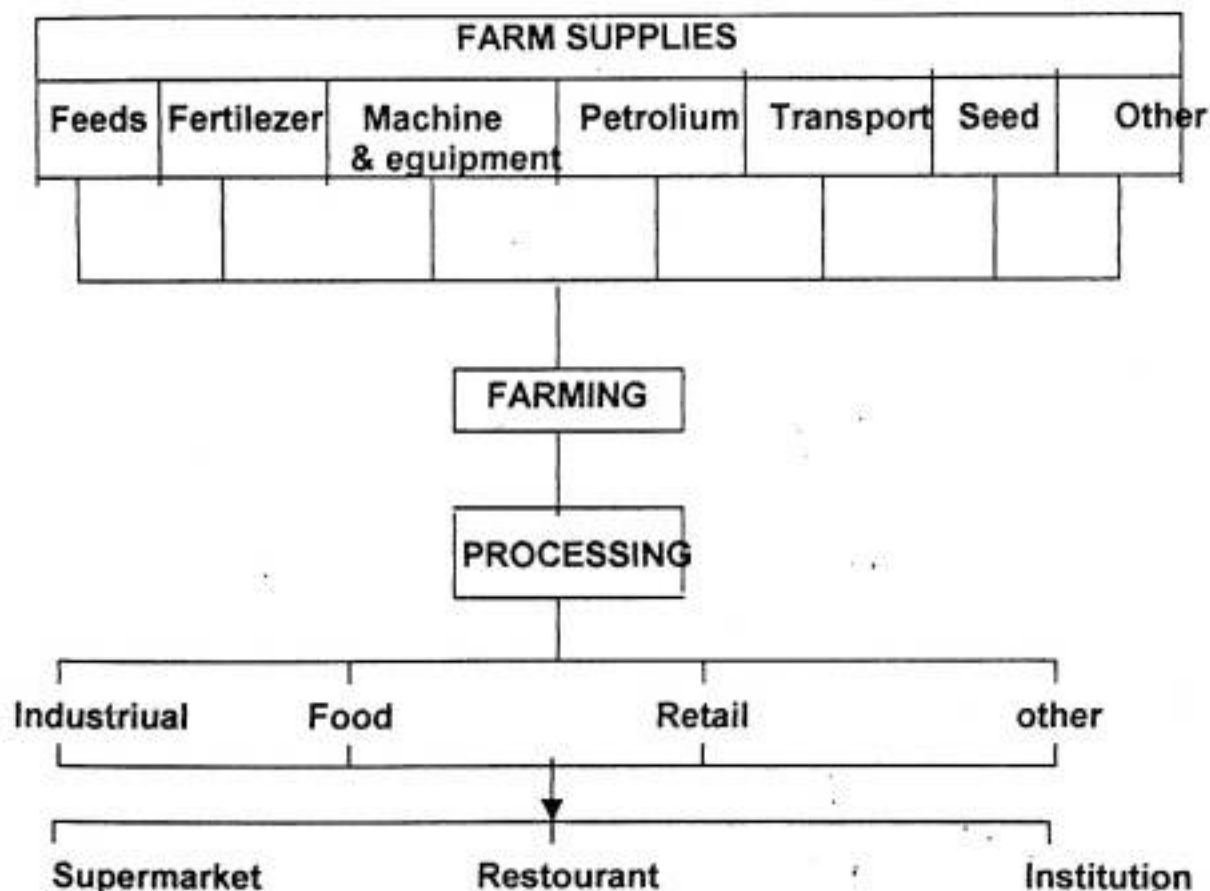 FARM SUPPLIES
Feeds Fertilezer Machine & equipment Petrolium Transport Seed Other
FARMING
PROCESSING
Industriual Food Retail other
Supermarket Restourant Institution